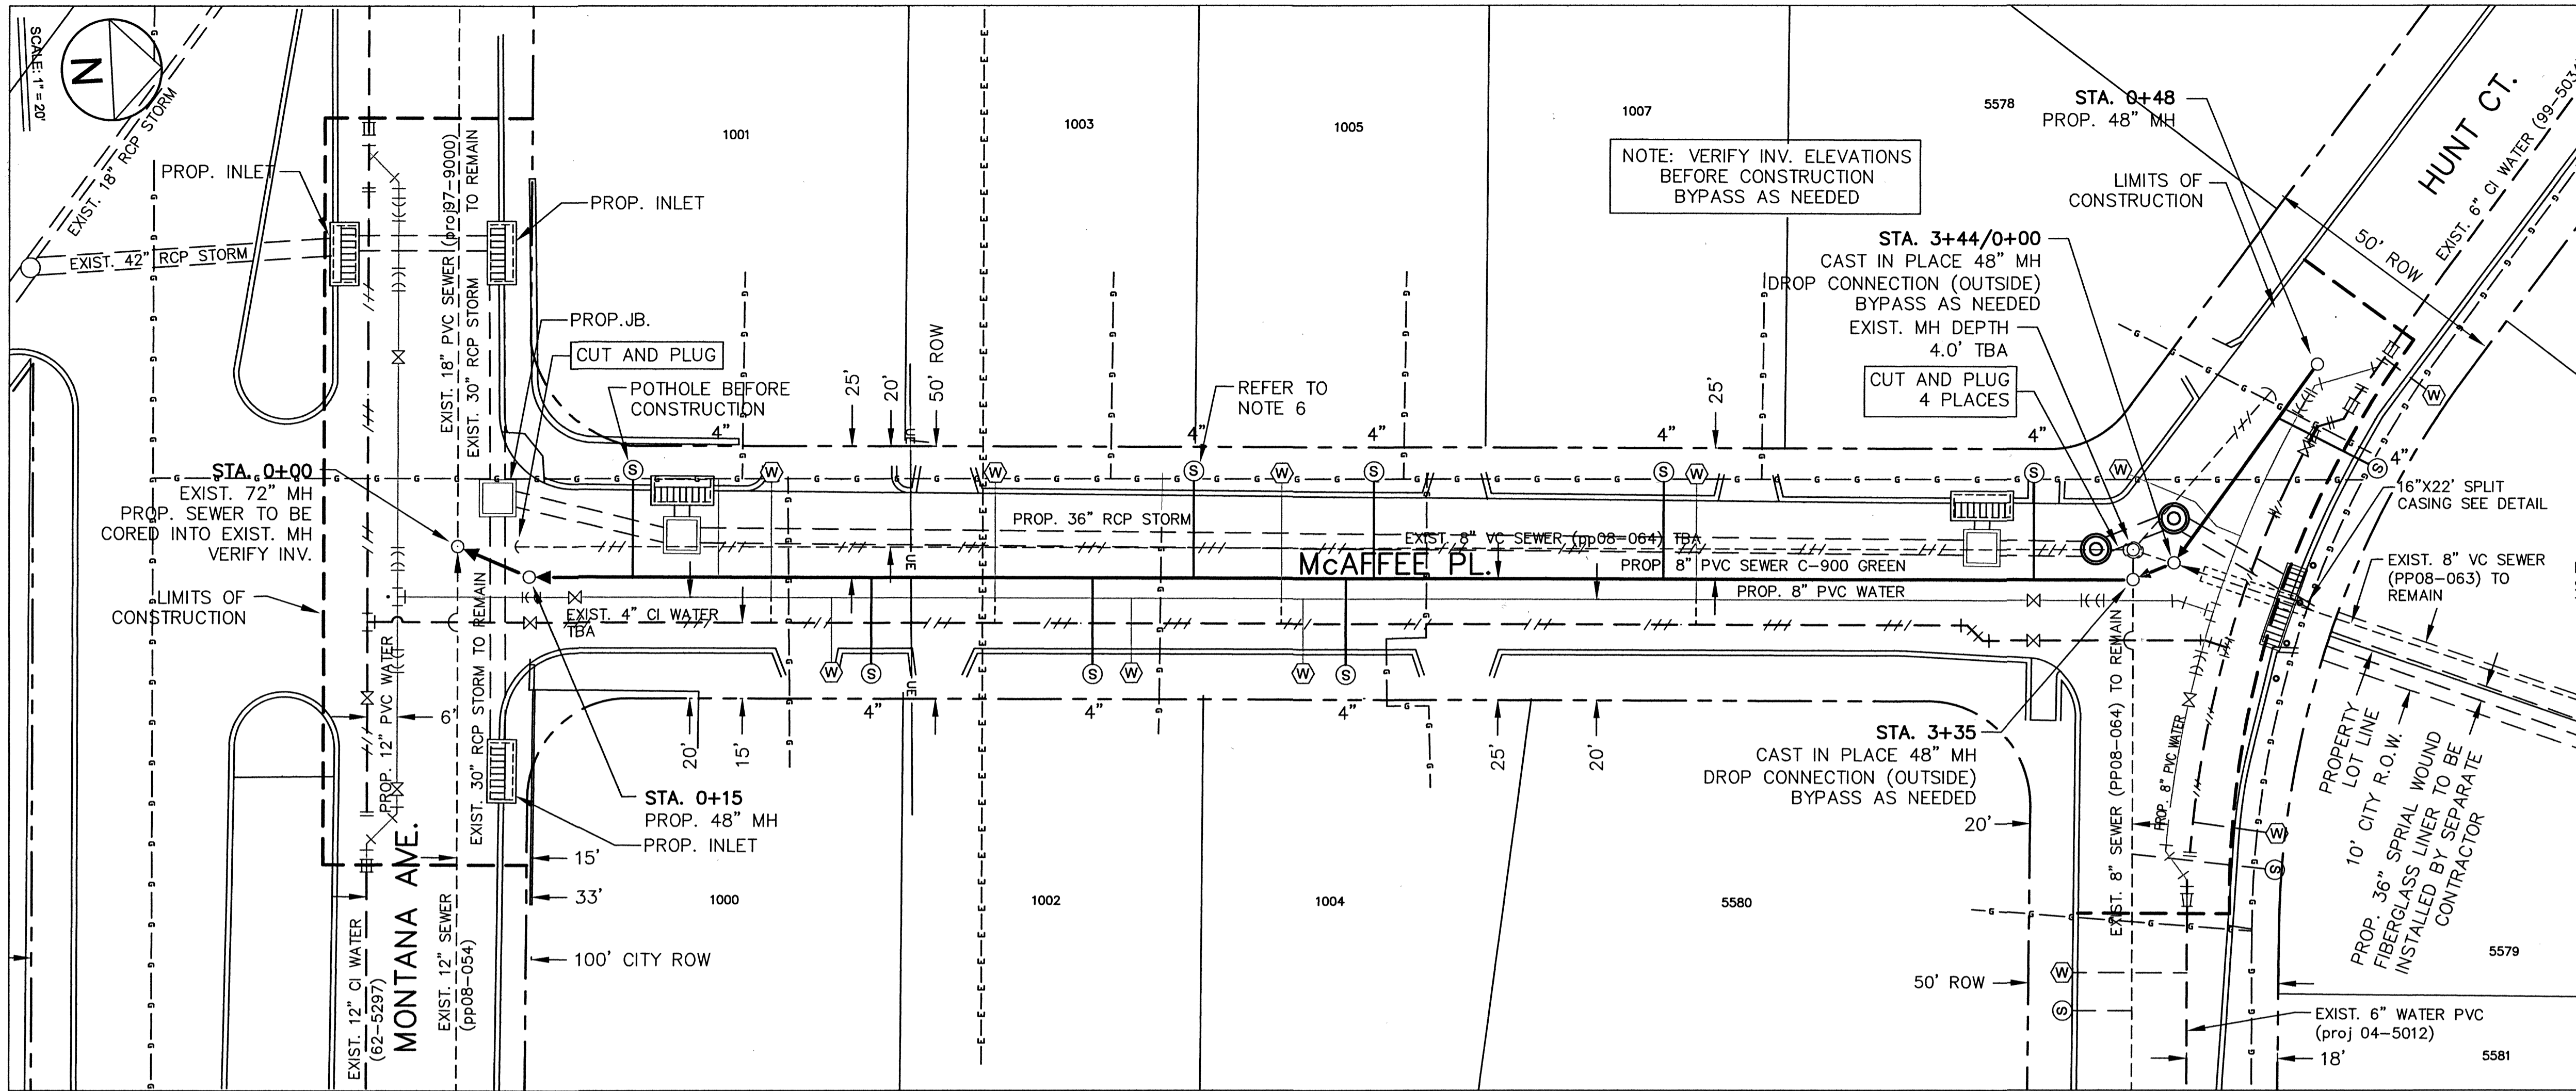 SCALE: 1" = 20'
N
EXIST. 18" RCP STORM
PROP. INLET
EXIST. 42" RCP STORM
EXIST. 18" PVC SEWER (proj97-9000)
EXIST. 30" RCP STORM TO REMAIN
PROP. INLET
PROP.JB.
CUT AND PLUG
POTHOLE BEFORE
CONSTRUCTION
1001
1003
1005
1007
5578
NOTE: VERIFY INV. ELEVATIONS
BEFORE CONSTRUCTION
BYPASS AS NEEDED
STA. 0+48
PROP. 48" MH
HUNT CT.
LIMITS OF
CONSTRUCTION
50' ROW
EXIST. 6" CI WATER
STA. 3+44/0+00
CAST IN PLACE 48" MH
DROP CONNECTION (OUTSIDE)
BYPASS AS NEEDED
EXIST. MH DEPTH
4.0' TBA
CUT AND PLUG
4 PLACES
25'
20'
50' ROW
REFER TO
NOTE 6
25'
4"
4"
4"
4"
4"
4"
STA. 0+00
EXIST. 72" MH
PROP. SEWER TO BE
CORED INTO EXIST. MH
VERIFY INV.
PROP. 36" RCP STORM
EXIST. 8" VC SEWER (pp08-064) TBA
McAFFEE PL.
PROP. 8" PVC SEWER C-900 GREEN
PROP. 8" PVC WATER
16"X22' SPLIT
CASING SEE DETAIL
EXIST. 8" VC SEWER
(PP08-063) TO
REMAIN
LIMITS OF
CONSTRUCTION
EXIST. 4" CI WATER
TBA
UE
UE
UE
PROP. 12" PVC WATER
6'
EXIST. 30" RCP STORM TO REMAIN
20'
15'
4"
4"
4"
25'
20'
STA. 0+15
PROP. 48" MH
PROP. INLET
15'
33'
100' CITY ROW
STA. 3+35
CAST IN PLACE 48" MH
DROP CONNECTION (OUTSIDE)
BYPASS AS NEEDED
20'
50' ROW
EXIST. 8" SEWER (PP08-064) TO REMAIN
PROP. 8" PVC WATER
PROPERTY
LOT LINE
10' CITY R.O.W.
PROP. 36" SPRIAL WOUND
FIBERGLASS LINER TO BE
INSTALLED BY SEPARATE
CONTRACTOR
1000
1002
1004
5580
5579
5581
EXIST. 12" CI WATER
(62-5297)
MONTANA AVE.
EXIST. 12" SEWER
(pp08-054)
EXIST. 6" WATER PVC
(proj 04-5012)
18'